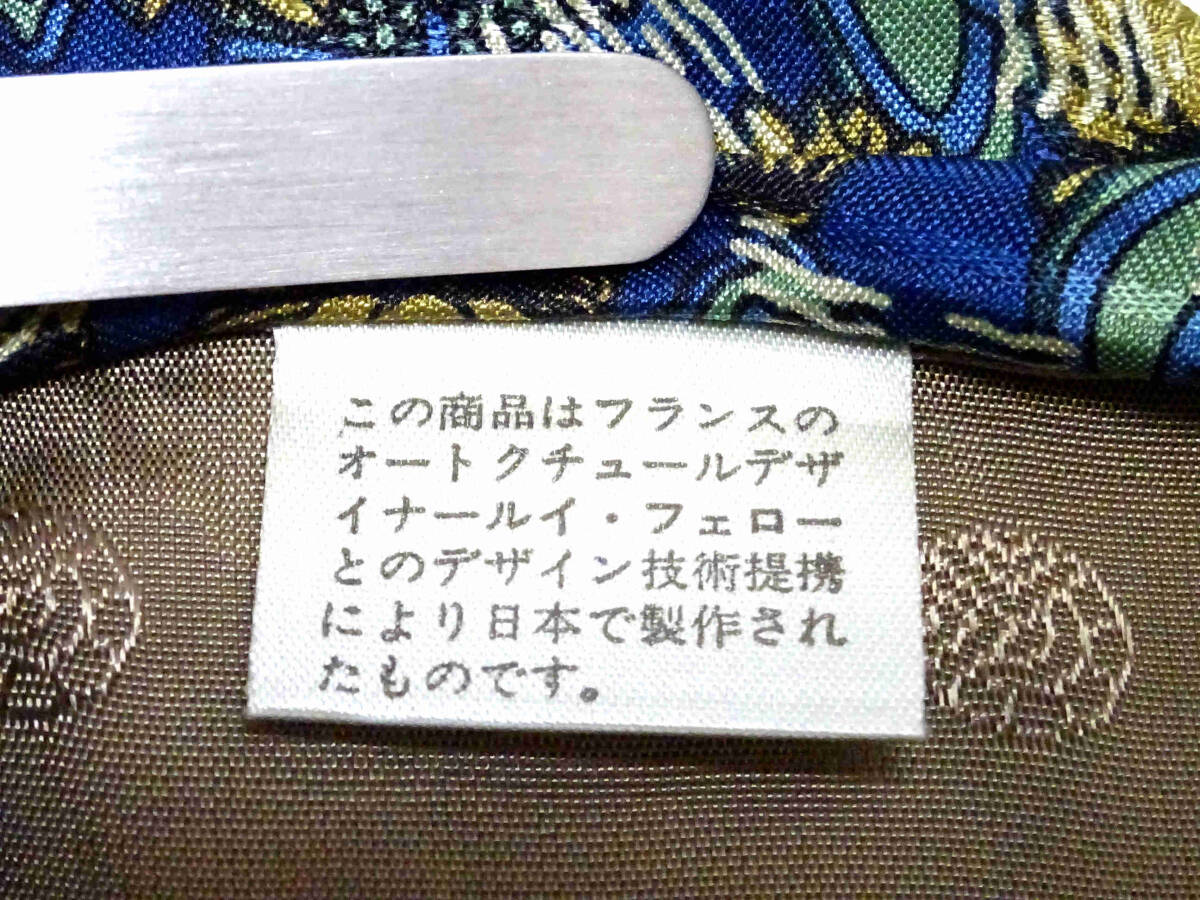 この商品はフランスの
オートクチュールデザ
イナールイ・フェロー
とのデザイン技術提携
により日本で製作され
たものです。